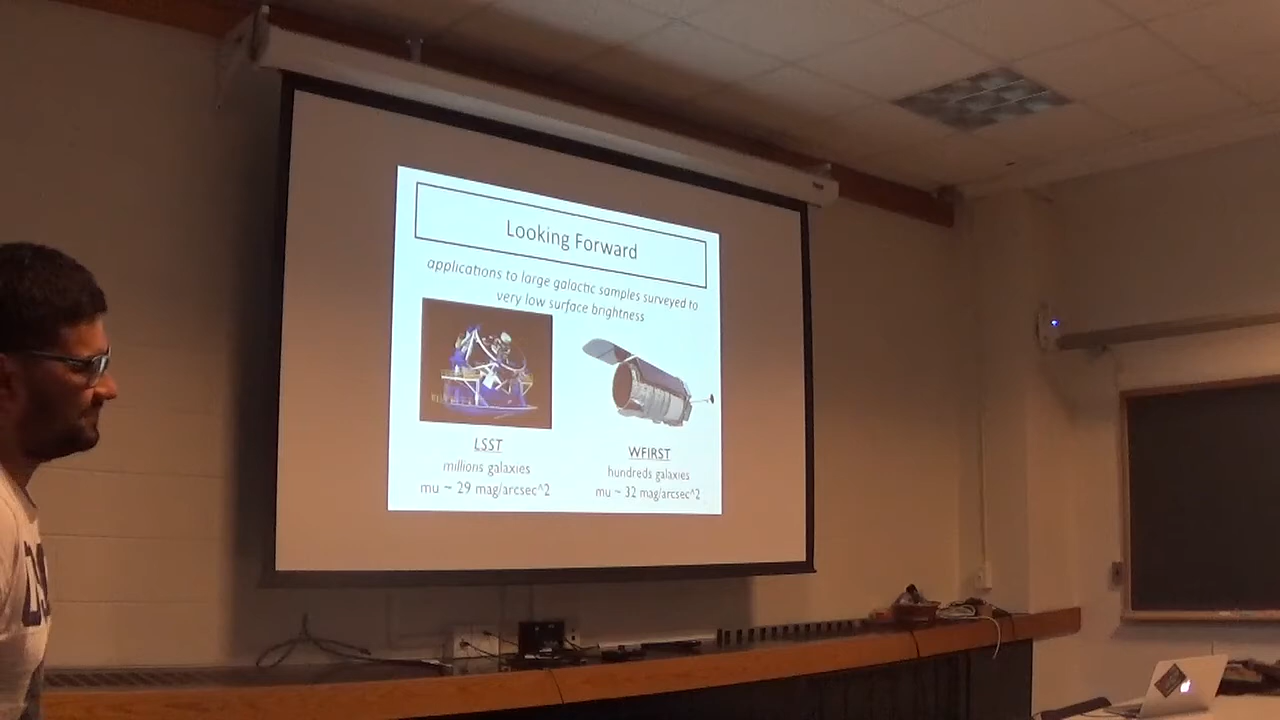 Looking Forward
applications to large galactic samples surveyed to
very low surface brightness
LSST
millions galaxies
mu ~ 29 mag/arcsec^2
WFIRST
hundreds galaxies
mu ~ 32 mag/arcsec^2